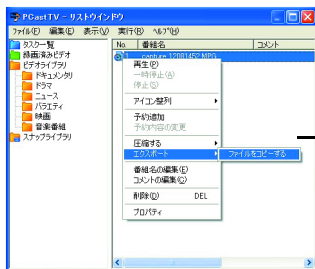 PCastTV - リストウインドウ
ファイル(F) 編集(E) 表示(V) 実行(R) ヘルプ(H)
タスク一覧
録画済みビデオ
ビデオライブラリ
ドキュメンタリ
ドラマ
ニュース
バラエティ
映画
音楽番組
スナップライブラリ
No. 番組名 コメント
1 capture 12001452.MPG
再生(P)
一時停止(A)
停止(S)
アイコン整列
予約追加
予約内容の変更
圧縮する
エクスポート ファイルをコピーする
番組名の編集(E)
コメントの編集(C)
削除(D) DEL
プロパティ